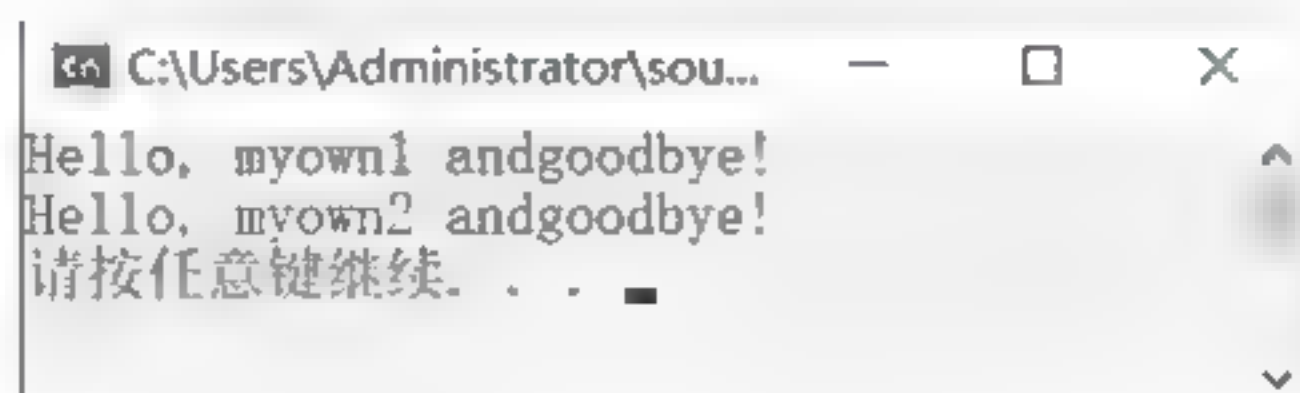 C:\Users\Administrator\sou...
Hello, myown1 andgoodbye!
Hello, myown2 andgoodbye!
请按任意键继续. . .